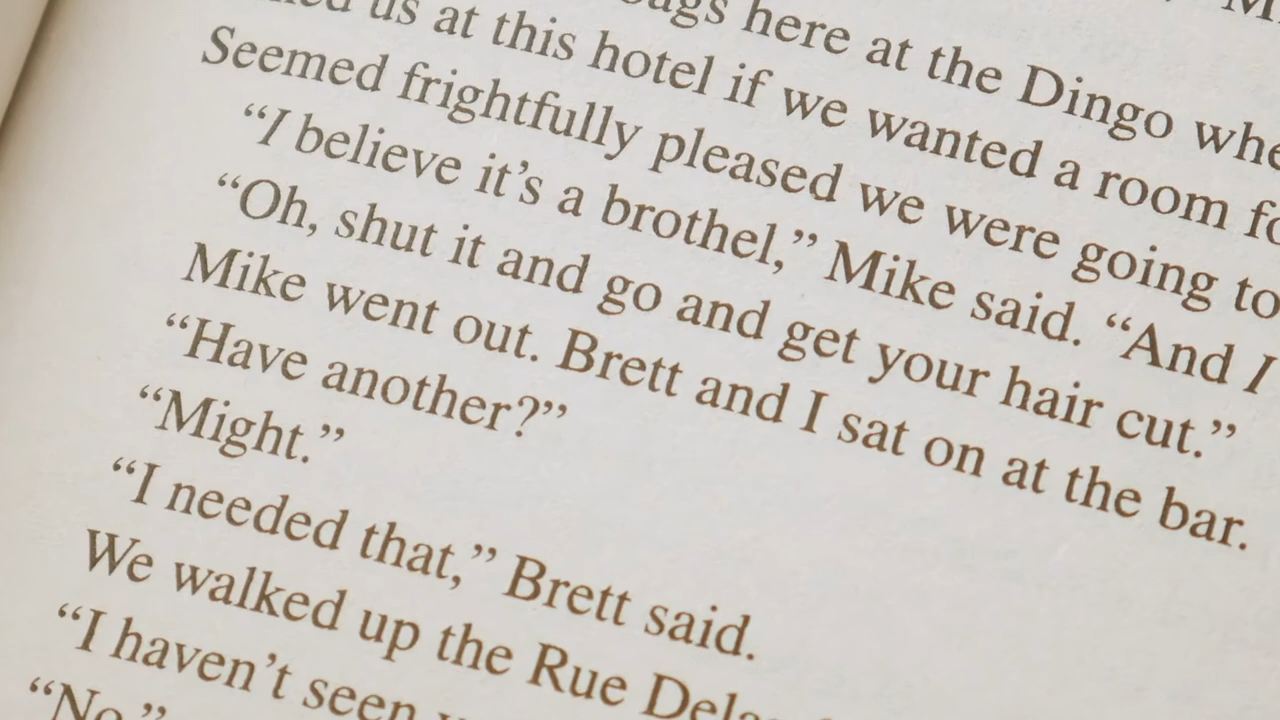 bags here at the Dingo
us at this hotel if we wanted a room
Seemed frightfully pleased we were going to
“I believe it’s a brothel,” Mike said. “And I
“Oh, shut it and go and get your hair cut.”
Mike went out. Brett and I sat on at the bar.
“Have another?”
“Might.”
“I needed that,” Brett said.
We walked up the Rue
“I haven’t seen
“No.”